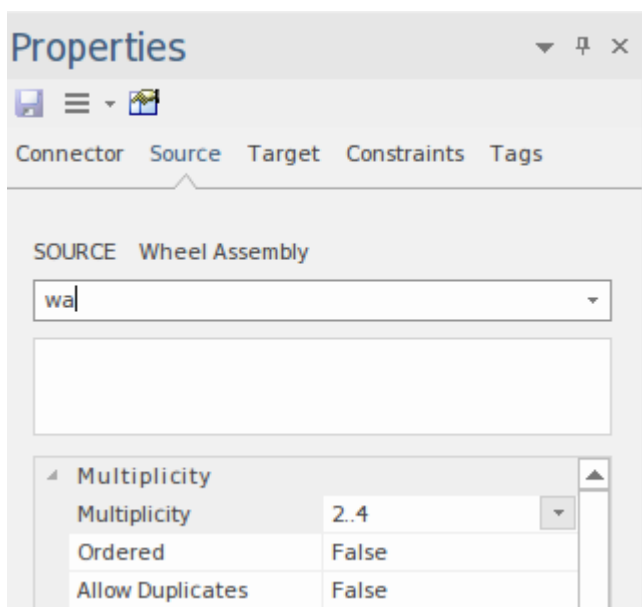 Properties
Connector Source Target Constraints Tags
SOURCE Wheel Assembly
wa
Multiplicity
Multiplicity 2..4
Ordered False
Allow Duplicates False